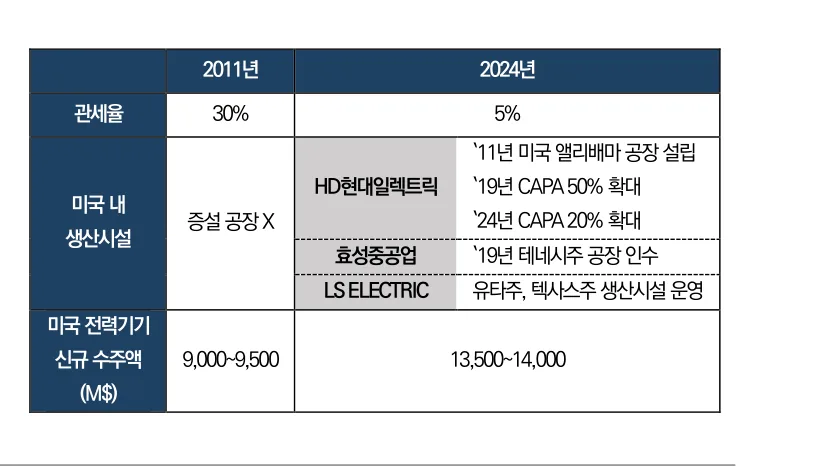 2011년 2024년
관세율 30% 5%
미국 내
생산시설
증설 공장 X
HD현대일렉트릭
‵11년 미국 앨리배마 공장 설립
‵19년 CAPA 50% 확대
‵24년 CAPA 20% 확대
효성중공업 ‵19년 테네시주 공장 인수
LS ELECTRIC 유타주, 텍사스주 생산시설 운영
미국 전력기기
신규 수주액
(M$)
9,000~9,500 13,500~14,000